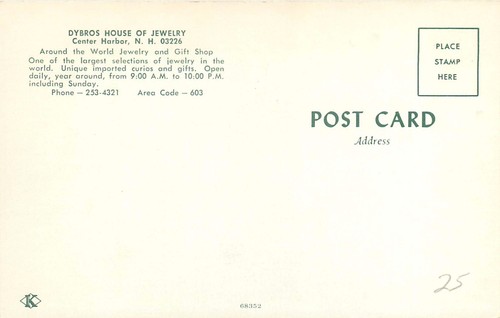 DYBROS HOUSE OF JEWELRY
Center Harbor, N. H. 03226
Around the World Jewelry and Gift Shop
One of the largest selections of jewelry in the
world. Unique imported curios and gifts. Open
daily, year around, from 9:00 A.M. to 10:00 P.M.
including Sunday.
Phone — 253-4321 Area Code — 603
PLACE
STAMP
HERE
POST CARD
Address
25
K
68352